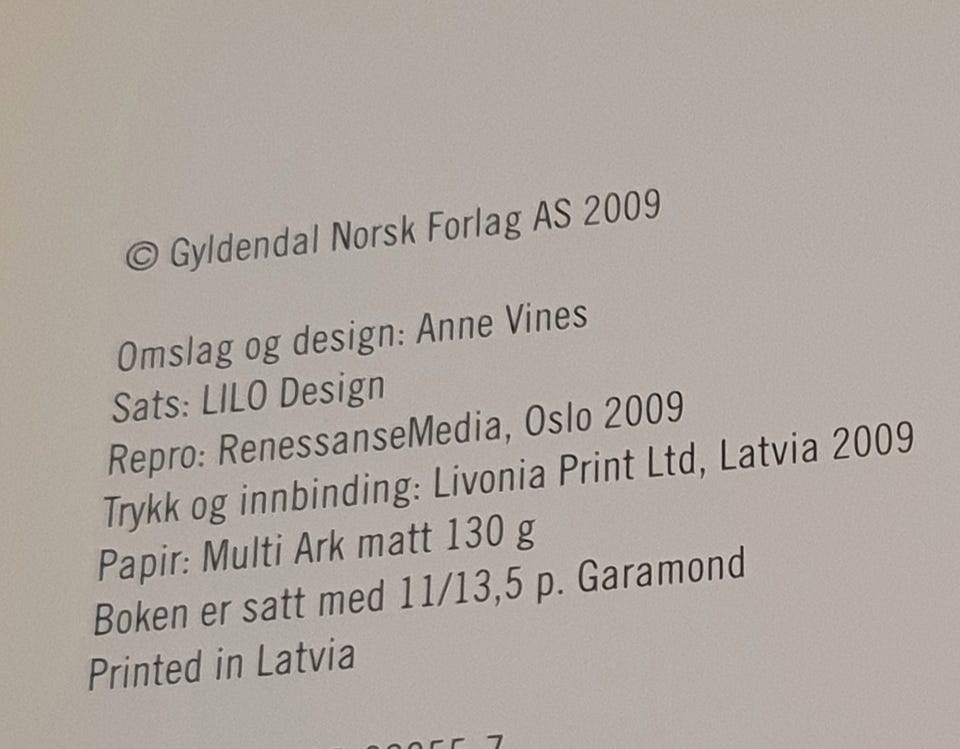 © Gyldendal Norsk Forlag AS 2009
Omslag og design: Anne Vines
Sats: LILO Design
Repro: RenessanseMedia, Oslo 2009
Trykk og innbinding: Livonia Print Ltd, Latvia 2009
Papir: Multi Ark matt 130 g
Boken er satt med 11/13,5 p. Garamond
Printed in Latvia